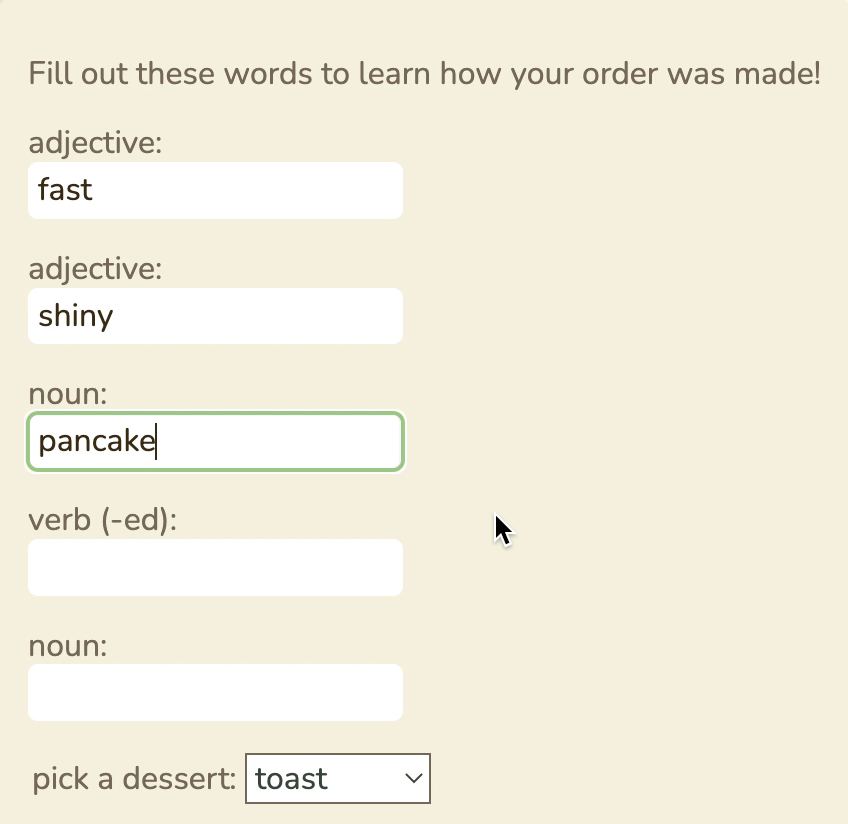 Fill out these words to learn how your order was made!
adjective:
fast
adjective:
shiny
noun:
pancake
verb (-ed):
noun:
pick a dessert: toast